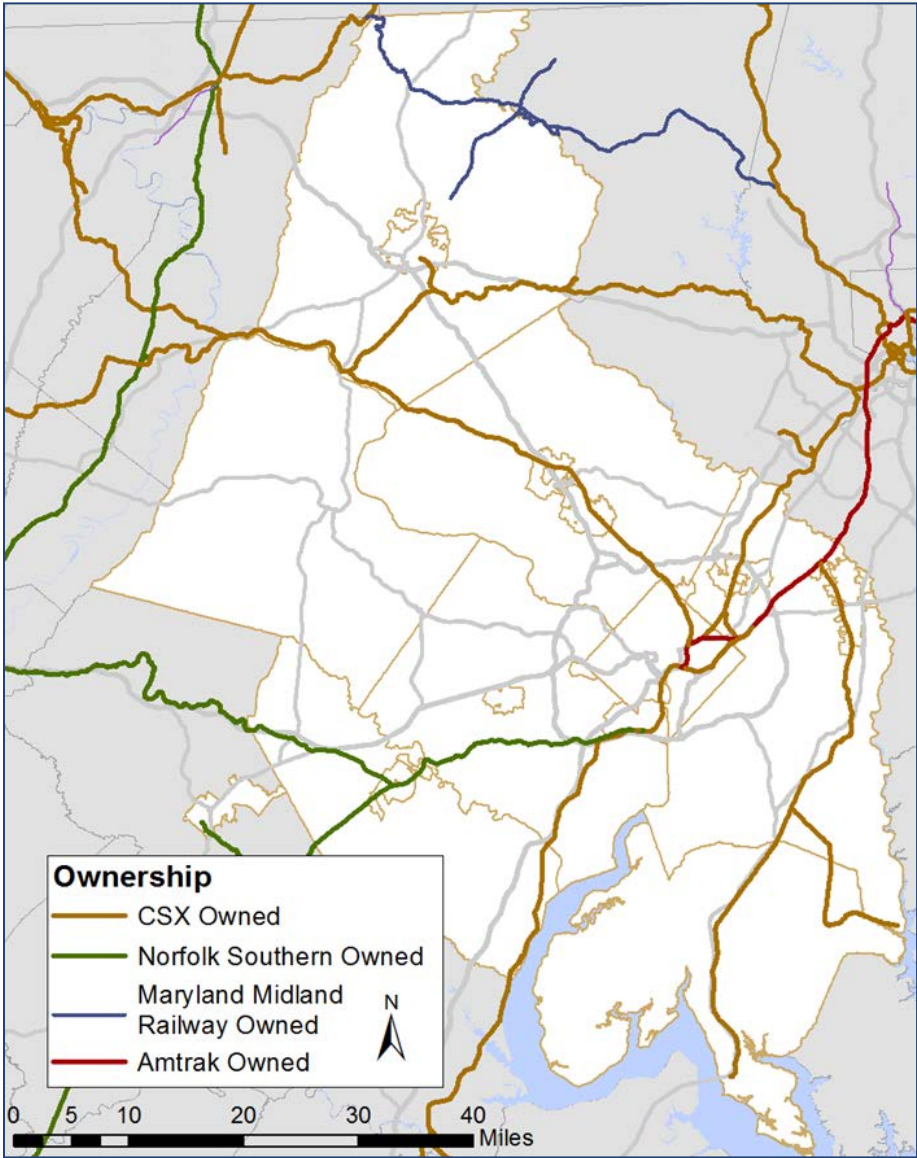 Ownership
CSX Owned
Norfolk Southern Owned
Maryland Midland
Railway Owned
Amtrak Owned
N
0 5 10 20 30 40
Miles